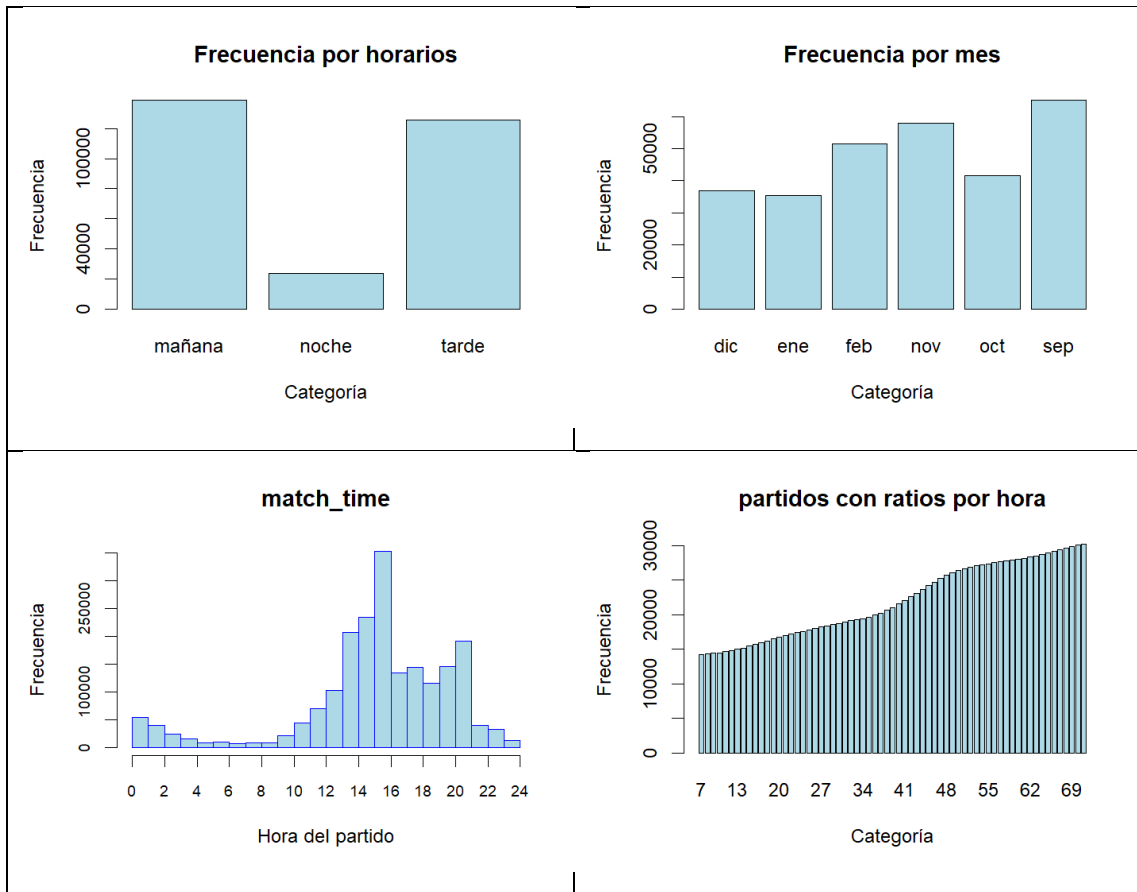 Frecuencia por horarios
Frecuencia
0
40000
100000
mañana noche tarde
Categoría
Frecuencia por mes
Frecuencia
0
20000
50000
dic ene feb nov oct sep
Categoría
match_time
Frecuencia
0
100000
250000
0 2 4 6 8 10 12 14 16 18 20 22 24
Hora del partido
partidos con ratios por hora
Frecuencia
0
10000
20000
30000
7 13 20 27 34 41 48 55 62 69
Categoría